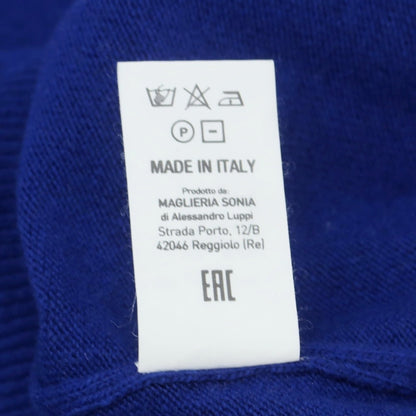 P
MADE IN ITALY
Prodotto da:
MAGLIERIA SONIA
di Alessandro Luppi
Strada Porto, 12/B
42046 Reggiolo (Re)
EAC